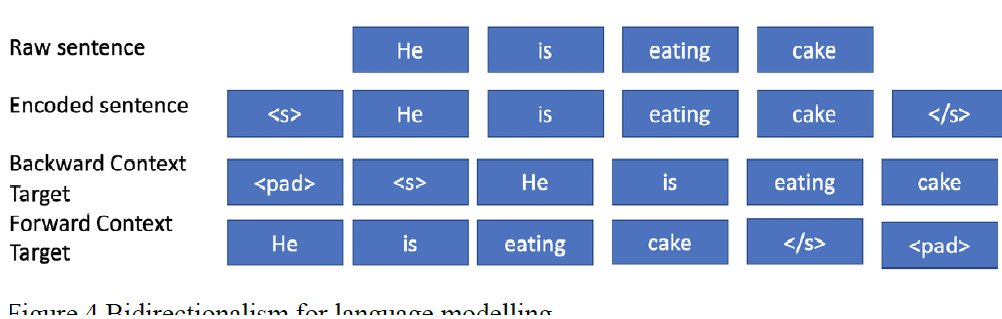 Raw sentence He is eating cake
Encoded sentence <s> He is eating cake </s>
Backward Context
Target <pad> <s> He is eating cake
Forward Context
Target He is eating cake </s> <pad>
Figure 4 Bidirectionalism for language modelling